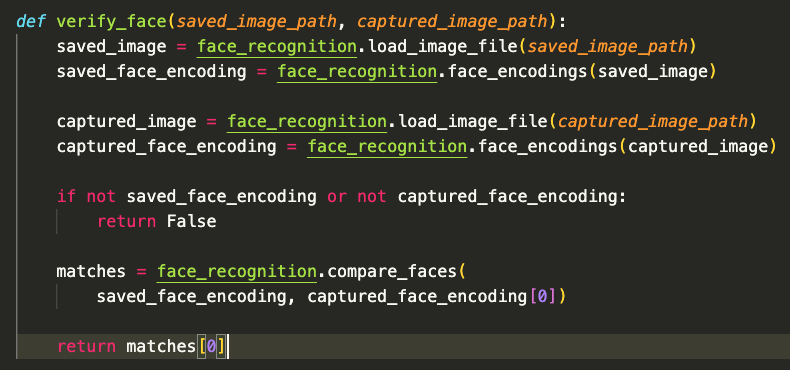 def verify_face(saved_image_path, captured_image_path):
    saved_image = face_recognition.load_image_file(saved_image_path)
    saved_face_encoding = face_recognition.face_encodings(saved_image)

    captured_image = face_recognition.load_image_file(captured_image_path)
    captured_face_encoding = face_recognition.face_encodings(captured_image)

    if not saved_face_encoding or not captured_face_encoding:
        return False

    matches = face_recognition.compare_faces(
        saved_face_encoding, captured_face_encoding[0])

    return matches[0]